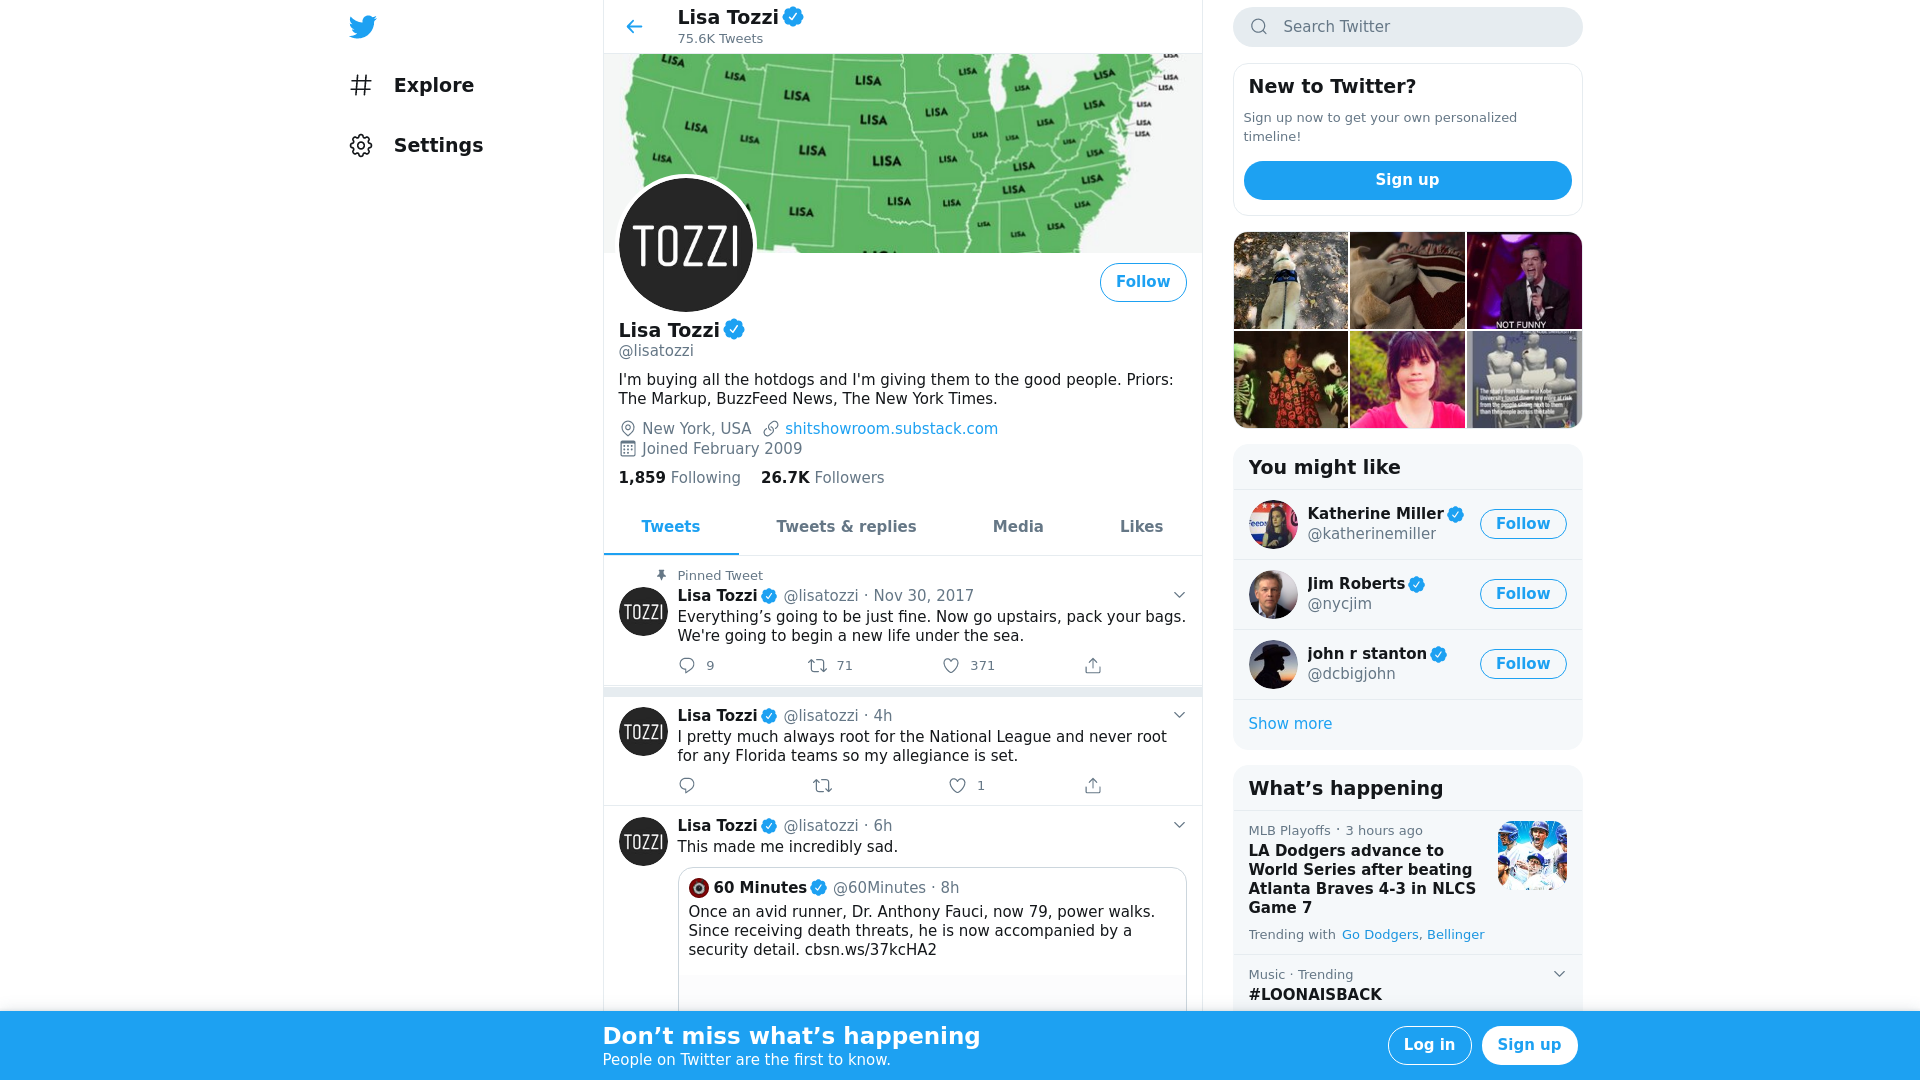 Lisa Tozzi
75.6K Tweets
Explore
Settings
LISA
TOZZI
Follow
Lisa Tozzi
@lisatozzi
I'm buying all the hotdogs and I'm giving them to the good people. Priors:
The Markup, BuzzFeed News, The New York Times.
New York, USA shitshowroom.substack.com
Joined February 2009
1,859 Following 26.7K Followers
Tweets Tweets & replies Media Likes
Pinned Tweet
TOZZI
Lisa Tozzi @lisatozzi · Nov 30, 2017
Everything’s going to be just fine. Now go upstairs, pack your bags.
We're going to begin a new life under the sea.
9 71 371
TOZZI
Lisa Tozzi @lisatozzi · 4h
I pretty much always root for the National League and never root
for any Florida teams so my allegiance is set.
1
TOZZI
Lisa Tozzi @lisatozzi · 6h
This made me incredibly sad.
60 Minutes @60Minutes · 8h
Once an avid runner, Dr. Anthony Fauci, now 79, power walks.
Since receiving death threats, he is now accompanied by a
security detail. cbsn.ws/37kcHA2
Search Twitter
New to Twitter?
Sign up now to get your own personalized
timeline!
Sign up
NOT FUNNY
You might like
Katherine Miller
@katherinemiller
Follow
Jim Roberts
@nycjim
Follow
john r stanton
@dcbigjohn
Follow
Show more
What’s happening
MLB Playoffs · 3 hours ago
LA Dodgers advance to
World Series after beating
Atlanta Braves 4-3 in NLCS
Game 7
Trending with Go Dodgers, Bellinger
Music · Trending
#LOONAISBACK
Don’t miss what’s happening
People on Twitter are the first to know.
Log in
Sign up